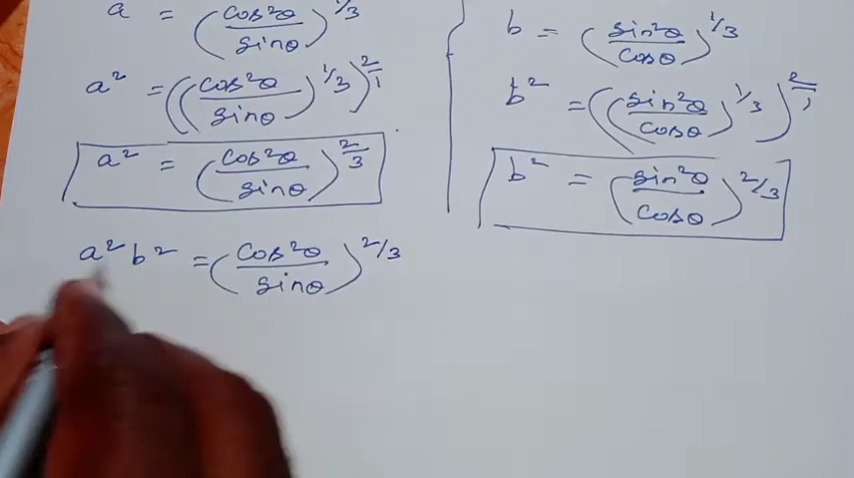 a = (cos²θ/sinθ)^1/3
a² = ((cos²θ/sinθ)^1/3)^2/1
a² = (cos²θ/sinθ)^2/3
a²b² = (cos²θ/sinθ)^2/3
b = (sin²θ/cosθ)^1/3
b² = ((sin²θ/cosθ)^1/3)^2/1
b² = (sin²θ/cosθ)^2/3